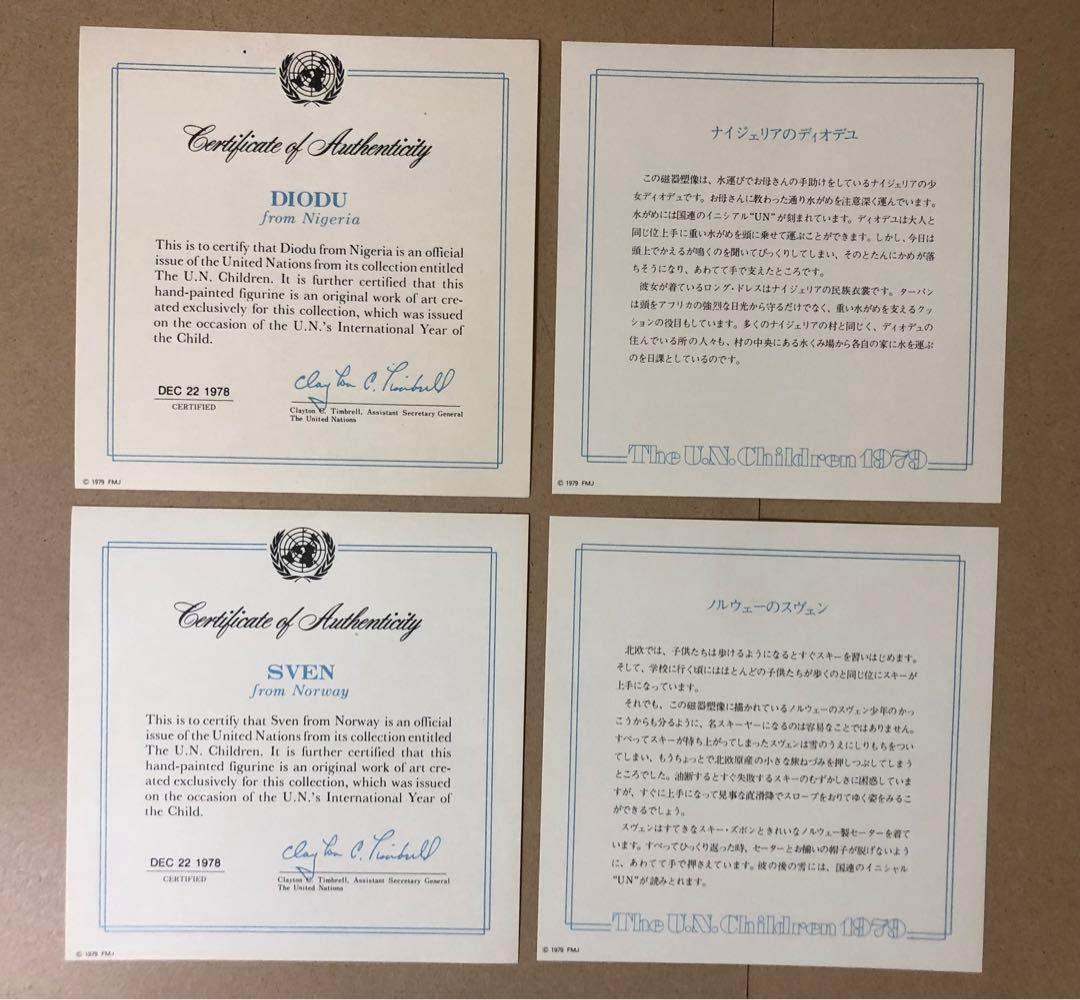 Certificate of Authenticity
DIODU
from Nigeria
This is to certify that Diodu from Nigeria is an official
issue of the United Nations from its collection entitled
The U.N. Children. It is further certified that this
hand-painted figurine is an original work of art cre-
ated exclusively for this collection, which was issued
on the occasion of the U.N.'s International Year of
the Child.
DEC 22 1978
CERTIFIED
Clayton C. Timbrell
Clayton C. Timbrell, Assistant Secretary General
The United Nations
© 1979 FMJ
ナイジェリアのディオデユ
この磁器塑像は、水運びでお母さんの手助けをしているナイジェリアの少
女ディオデュです。お母さんに教わった通り水がめを注意深く運んでいます。
水がめには国連のイニシアル“UN”が刻まれています。ディオデユは大人と
同じ位上手に重い水がめを頭に乗せて運ぶことができます。しかし、今日は
頭上でかえるが鳴くのを聞いてびっくりしてしまい、そのとたんにかめが落
ちそうになり、あわてて手で支えたところです。
彼女が着ているロング・ドレスはナイジェリアの民族衣裳です。ターバン
は頭をアフリカの強烈な日光から守るだけでなく、重い水がめを支えるクッ
ションの役目もしています。多くのナイジェリアの村と同じく、ディオデュの
住んでいる所の人々も、村の中央にある水くみ場から各自の家に水を運ぶ
のを日課としているのです。
The U.N. Children 1979
© 1979 FMJ
Certificate of Authenticity
SVEN
from Norway
This is to certify that Sven from Norway is an official
issue of the United Nations from its collection entitled
The U.N. Children. It is further certified that this
hand-painted figurine is an original work of art cre-
ated exclusively for this collection, which was issued
on the occasion of the U.N.'s International Year of
the Child.
DEC 22 1978
CERTIFIED
Clayton C. Timbrell
Clayton C. Timbrell, Assistant Secretary General
The United Nations
© 1979 FMJ
ノルウェーのスヴェン
北欧では、子供たちは歩けるようになるとすぐスキーを習いはじめます。
そして、学校に行く頃にはほとんどの子供たちが歩くのと同じ位にスキーが
上手になっています。
それでも、この磁器塑像に描かれているノルウェーのスヴェン少年のかっ
こうからも分るように、名スキーヤーになるのは容易なことではありません。
すべってスキーが持ち上がってしまったスヴェンは雪のうえにしりもちをつい
てしまい、もうちょっとで北欧原産の小さな旅ねづみを押しつぶしてしまう
ところでした。油断するとすぐ失敗するスキーのむずかしさに困惑していま
すが、すぐに上手になって見事な直滑降でスロープをおりてゆく姿をみるこ
とができるでしょう。
スヴェンはすてきなスキー・ズボンときれいなノルウェー製セーターを着て
います。すべってひっくり返った時、セーターとお揃いの帽子が脱げないよう
に、あわてて手で押さえています。彼の後の雪には、国連のイニシャル
“UN”が読みとれます。
The U.N. Children 1979
© 1979 FMJ